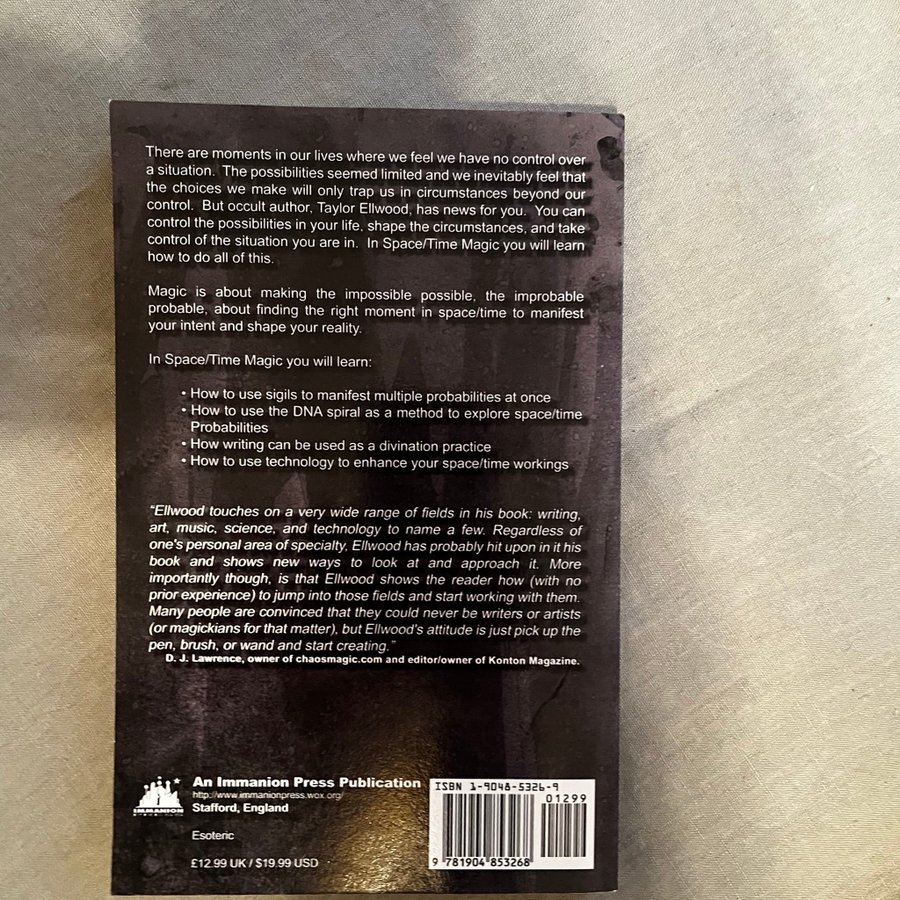 There are moments in our lives where we feel we have no control over
a situation. The possibilities seemed limited and we inevitably feel that
the choices we make will only trap us in circumstances beyond our
control. But occult author, Taylor Ellwood, has news for you. You can
control the possibilities in your life, shape the circumstances, and take
control of the situation you are in. In Space/Time Magic you will learn
how to do all of this.
Magic is about making the impossible possible, the improbable
probable, about finding the right moment in space/time to manifest
your intent and shape your reality.
In Space/Time Magic you will learn:
• How to use sigils to manifest multiple probabilities at once
• How to use the DNA spiral as a method to explore space/time
Probabilities
• How writing can be used as a divination practice
• How to use technology to enhance your space/time workings
“Ellwood touches on a very wide range of fields in his book: writing,
art, music, science, and technology to name a few. Regardless of
one's personal area of specialty, Ellwood has probably hit upon in it his
book and shows new ways to look at and approach it. More
importantly though, is that Ellwood shows the reader how (with no
prior experience) to jump into those fields and start working with them.
Many people are convinced that they could never be writers or artists
(or magickians for that matter), but Ellwood's attitude is just pick up the
pen, brush, or wand and start creating.”
D. J. Lawrence, owner of chaosmagic.com and editor/owner of Konton Magazine.
IMMANION
An Immanion Press Publication
http://www.immanionpress.wox.org/
Stafford, England
Esoteric
£12.99 UK / $19.99 USD
ISBN 1-9048-5326-9
01299
9 781904 853268